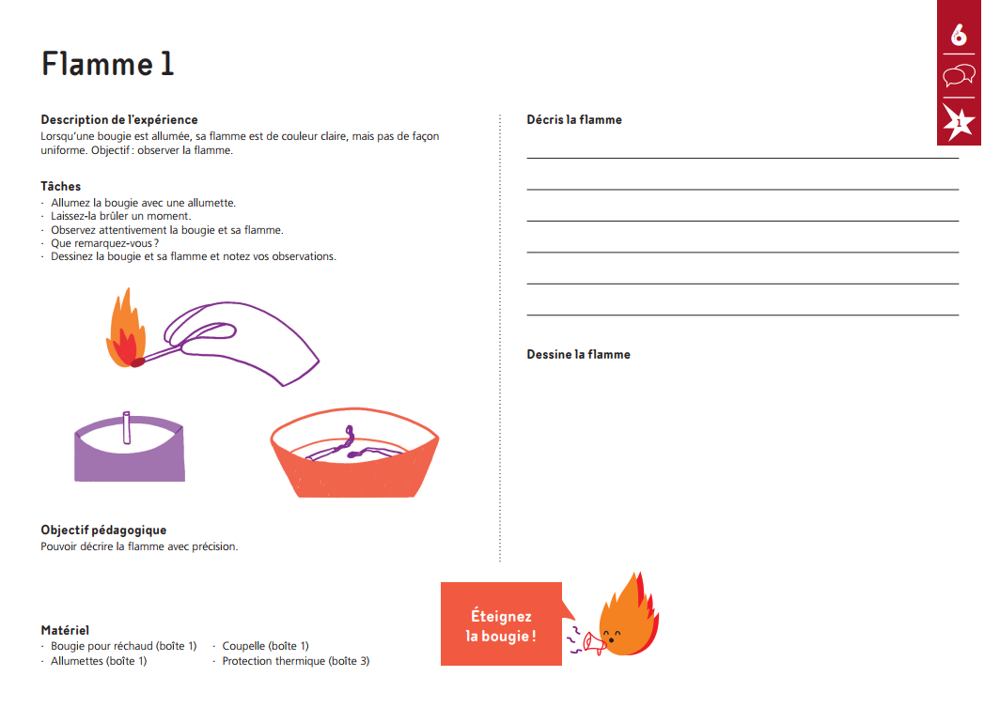 Flamme 1
6
1
Description de l'expérience
Lorsqu'une bougie est allumée, sa flamme est de couleur claire, mais pas de façon
uniforme. Objectif : observer la flamme.
Tâches
· Allumez la bougie avec une allumette.
· Laissez-la brûler un moment.
· Observez attentivement la bougie et sa flamme.
· Que remarquez-vous ?
· Dessinez la bougie et sa flamme et notez vos observations.
Objectif pédagogique
Pouvoir décrire la flamme avec précision.
Matériel
· Bougie pour réchaud (boîte 1)
· Allumettes (boîte 1)
· Coupelle (boîte 1)
· Protection thermique (boîte 3)
Décris la flamme
Dessine la flamme
Éteignez
la bougie !